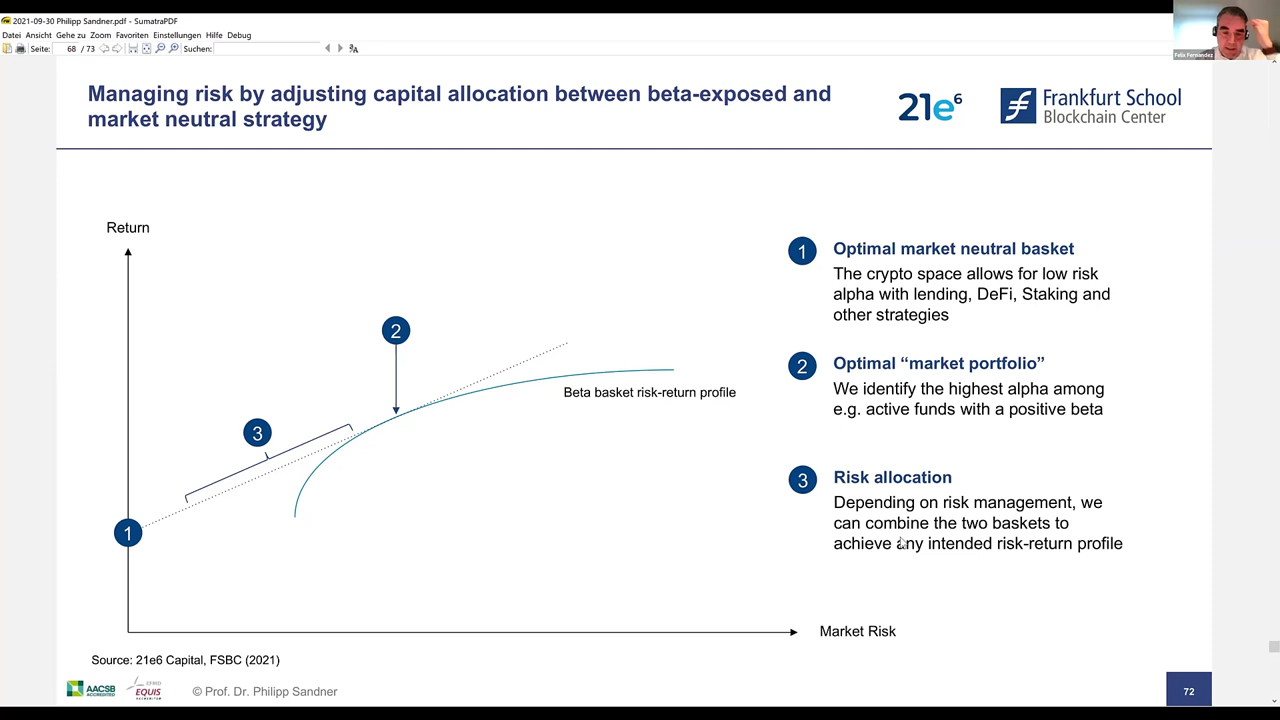 2021-09-30 Philipp Sandner.pdf - SumatraPDF
Datei Ansicht Gehe zu Zoom Favoriten Einstellungen Hilfe Debug
Seite: 68 / 73 Suchen:
Felix Fernandez
Managing risk by adjusting capital allocation between beta-exposed and
market neutral strategy
21e6
Frankfurt School
Blockchain Center
Return
1
Optimal market neutral basket
The crypto space allows for low risk
alpha with lending, DeFi, Staking and
other strategies
2
2
Optimal “market portfolio”
We identify the highest alpha among
e.g. active funds with a positive beta
Beta basket risk-return profile
3
3
Risk allocation
Depending on risk management, we
can combine the two baskets to
achieve any intended risk-return profile
1
Market Risk
Source: 21e6 Capital, FSBC (2021)
AACSB
ACCREDITED
EFMD
EQUIS
ACCREDITED
© Prof. Dr. Philipp Sandner
72